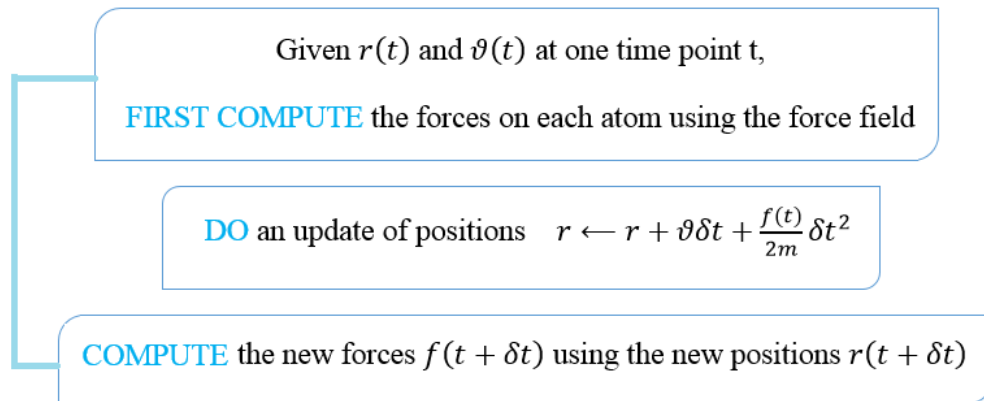 Given r(t) and ϑ(t) at one time point t,
FIRST COMPUTE the forces on each atom using the force field
DO an update of positions r ← r + ϑδt + f(t)/2m δt²
COMPUTE the new forces f(t + δt) using the new positions r(t + δt)